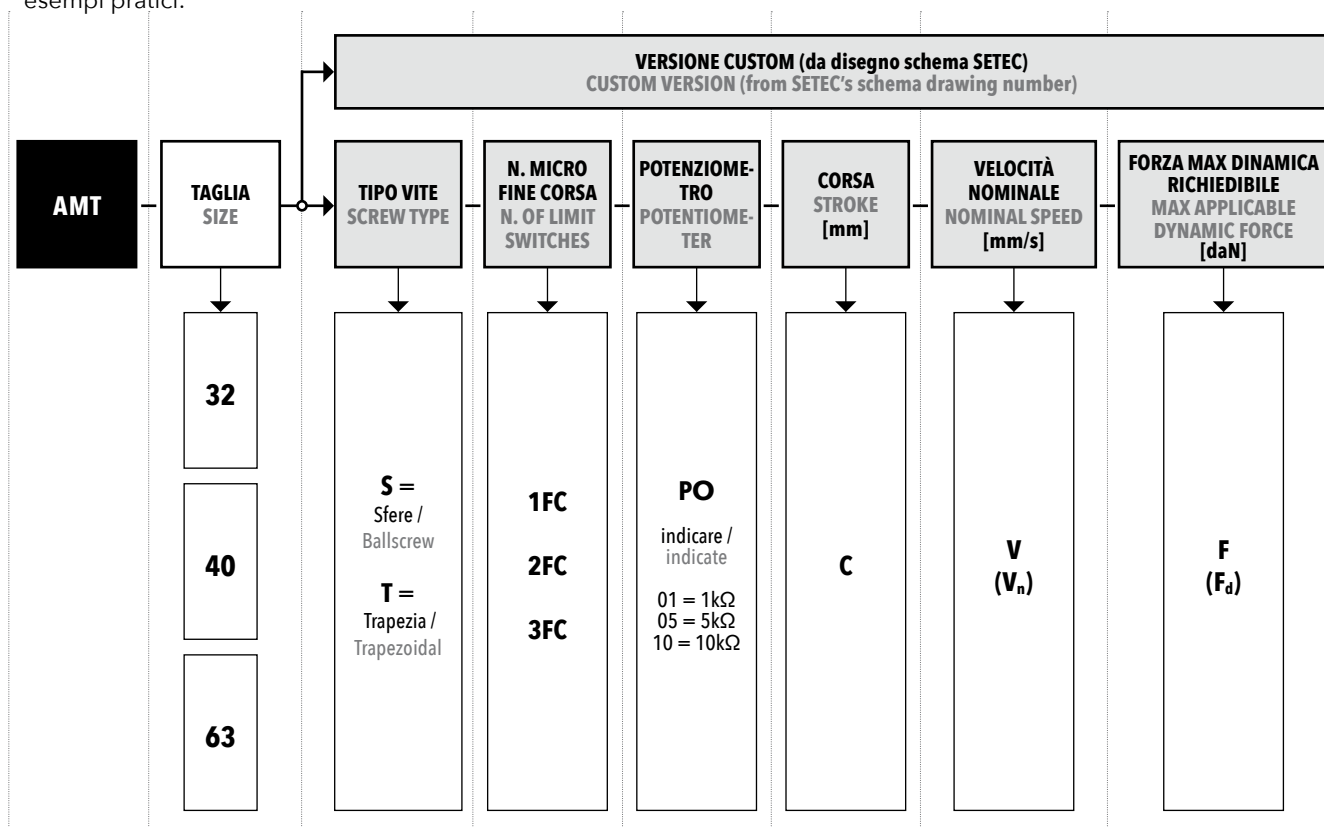 esempi pratici.
VERSIONE CUSTOM (da disegno schema SETEC)
CUSTOM VERSION (from SETEC's schema drawing number)
AMT
TAGLIA
SIZE
TIPO VITE
SCREW TYPE
N. MICRO
FINE CORSA
N. OF LIMIT
SWITCHES
POTENZIOME-
TRO
POTENTIOME-
TER
CORSA
STROKE
[mm]
VELOCITÀ
NOMINALE
NOMINAL SPEED
[mm/s]
FORZA MAX DINAMICA
RICHIEDIBILE
MAX APPLICABLE
DYNAMIC FORCE
[daN]
32
40
63
S =
Sfere /
Ballscrew
T =
Trapezia /
Trapezoidal
1FC
2FC
3FC
PO
indicare /
indicate
01 = 1kΩ
05 = 5kΩ
10 = 10kΩ
C
V
(Vn)
F
(Fd)